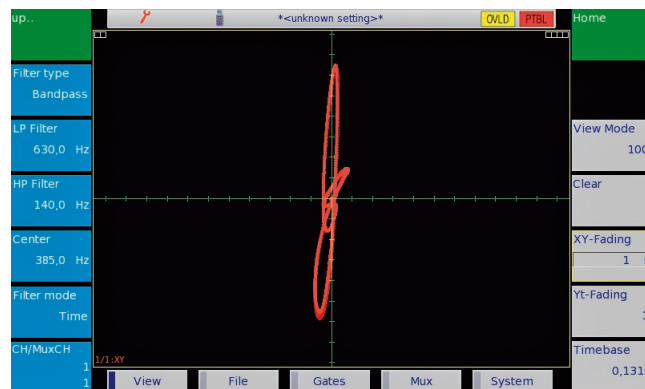 up..
*<unknown setting>*
OVLD
PTBL
Home
Filter type
Bandpass
LP Filter
630,0 Hz
HP Filter
140,0 Hz
Center
385,0 Hz
Filter mode
Time
CH/MuxCH
1
1
1/1:XY
View Mode
100
Clear
XY-Fading
1
Yt-Fading
Timebase
0,131
View
File
Gates
Mux
System